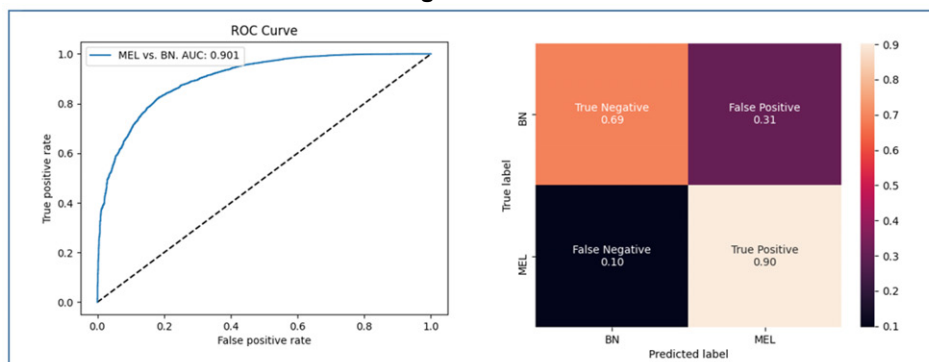 ROC Curve
MEL vs. BN. AUC: 0.901
1.0
0.8
0.6
0.4
0.2
0.0
True positive rate
0.0
0.2
0.4
0.6
0.8
1.0
False positive rate
True Negative
0.69
False Positive
0.31
False Negative
0.10
True Positive
0.90
BN
MEL
True label
BN
MEL
Predicted label
0.9
0.8
0.7
0.6
0.5
0.4
0.3
0.2
0.1